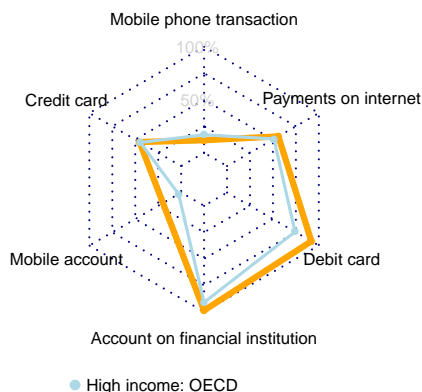 Mobile phone transaction
100%
Credit card
50%
Payments on internet
Mobile account
Debit card
Account on financial institution
High income: OECD